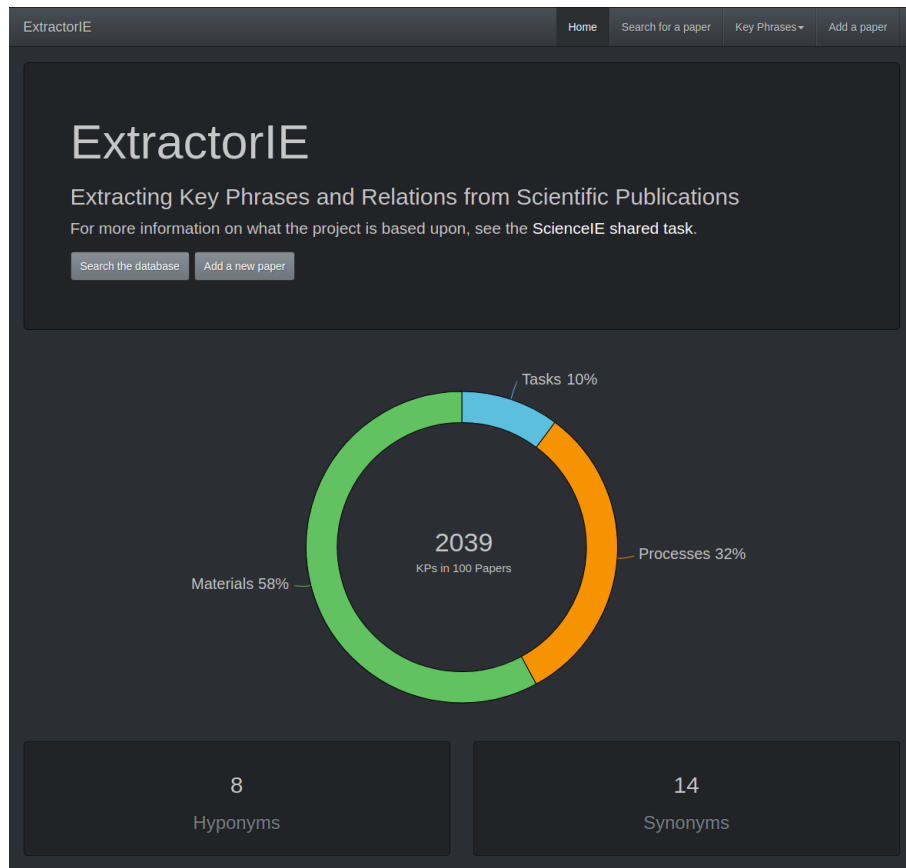 ExtractorIE
Home
Search for a paper
Key Phrases
Add a paper
ExtractorIE
Extracting Key Phrases and Relations from Scientific Publications
For more information on what the project is based upon, see the ScienceIE shared task.
Search the database
Add a new paper
Tasks 10%
2039
KPs in 100 Papers
Processes 32%
Materials 58%
8
Hyponyms
14
Synonyms